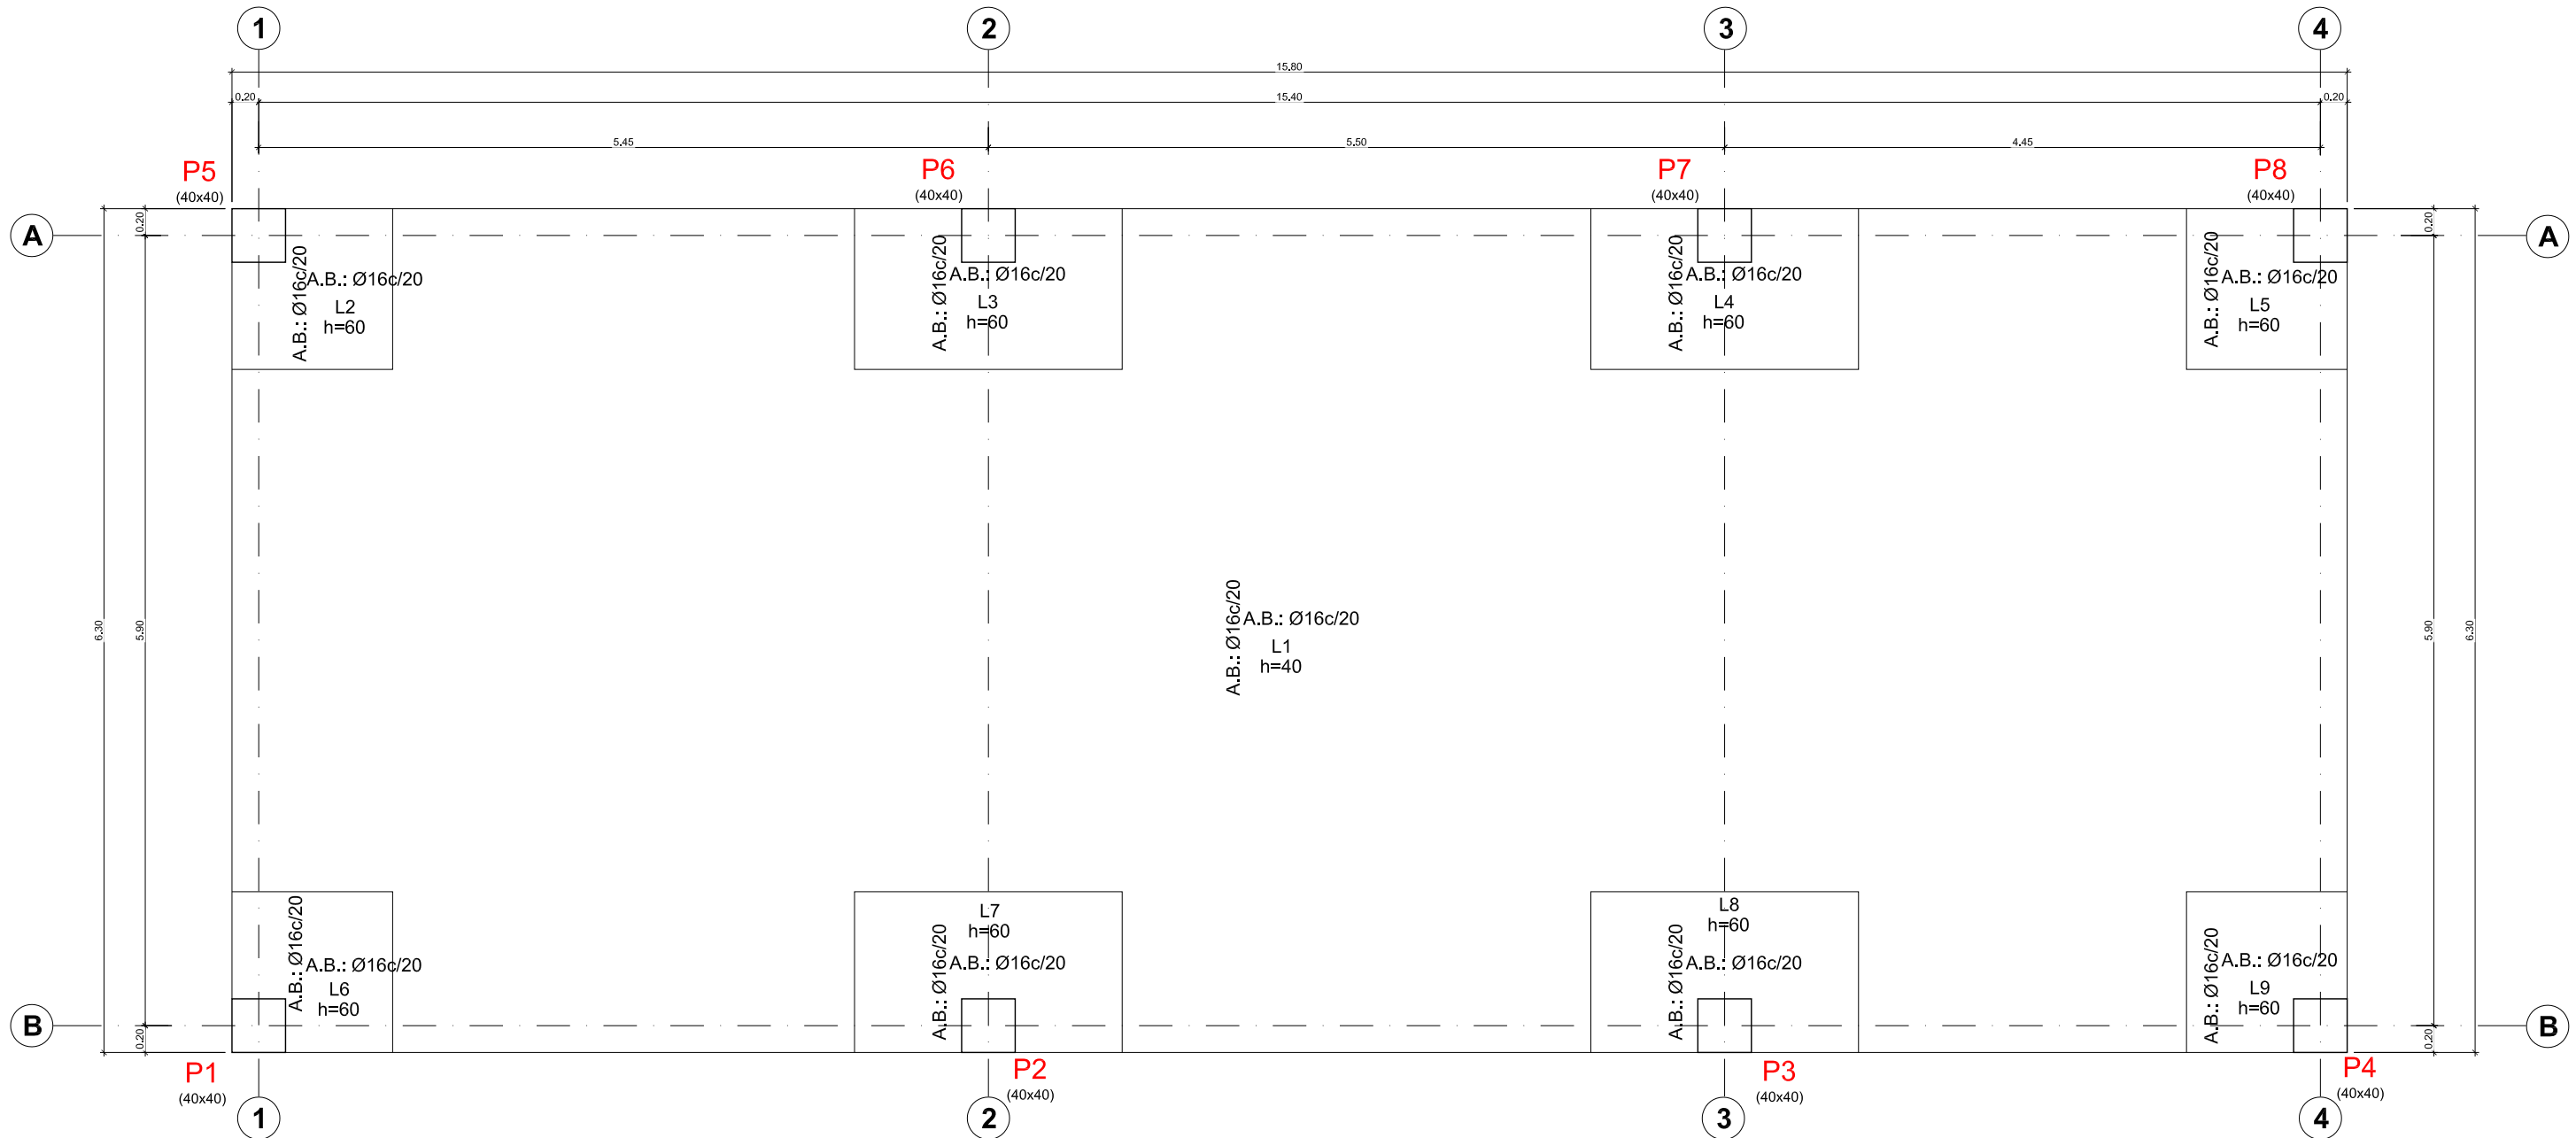 1
2
3
4
15.80
0.20
15.40
0.20
5.45
5.50
4.45
P5
(40x40)
P6
(40x40)
P7
(40x40)
P8
(40x40)
A
0.20
0.20
A
A.B.: Ø16c/20
A.B.: Ø16c/20
L2
h=60
A.B.: Ø16c/20
A.B.: Ø16c/20
L3
h=60
A.B.: Ø16c/20
A.B.: Ø16c/20
L4
h=60
A.B.: Ø16c/20
A.B.: Ø16c/20
L5
h=60
6.30
5.90
A.B.: Ø16c/20
A.B.: Ø16c/20
L1
h=40
5.90
6.30
A.B.: Ø16c/20
A.B.: Ø16c/20
L6
h=60
L7
h=60
A.B.: Ø16c/20
A.B.: Ø16c/20
L8
h=60
A.B.: Ø16c/20
A.B.: Ø16c/20
A.B.: Ø16c/20
A.B.: Ø16c/20
L9
h=60
B
0.20
0.20
B
P1
(40x40)
P2
(40x40)
P3
(40x40)
P4
(40x40)
1
2
3
4